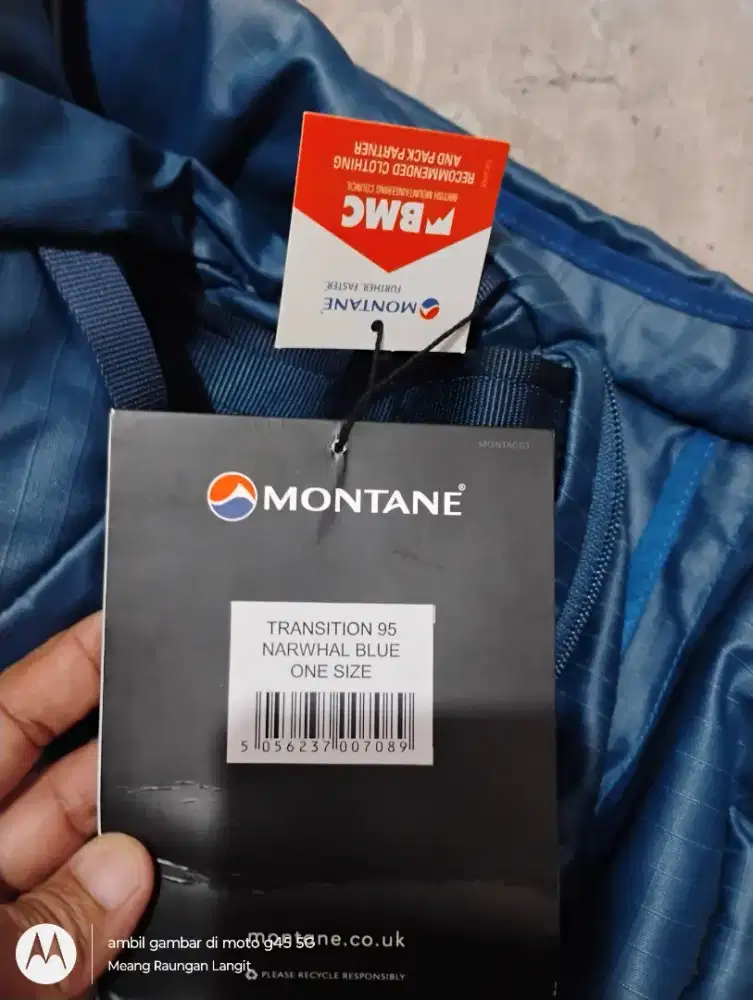 RECOMMENDED CLOTHING
AND PACK PARTNER
BRITISH MOUNTAINEERING COUNCIL
BMC
FURTHER. FASTER.
MONTANE
MONTAG03
MONTANE®
TRANSITION 95
NARWHAL BLUE
ONE SIZE
5 056237 007089
montane.co.uk
PLEASE RECYCLE RESPONSIBLY
ambil gambar di moto g45 5G
Meang Raungan Langit